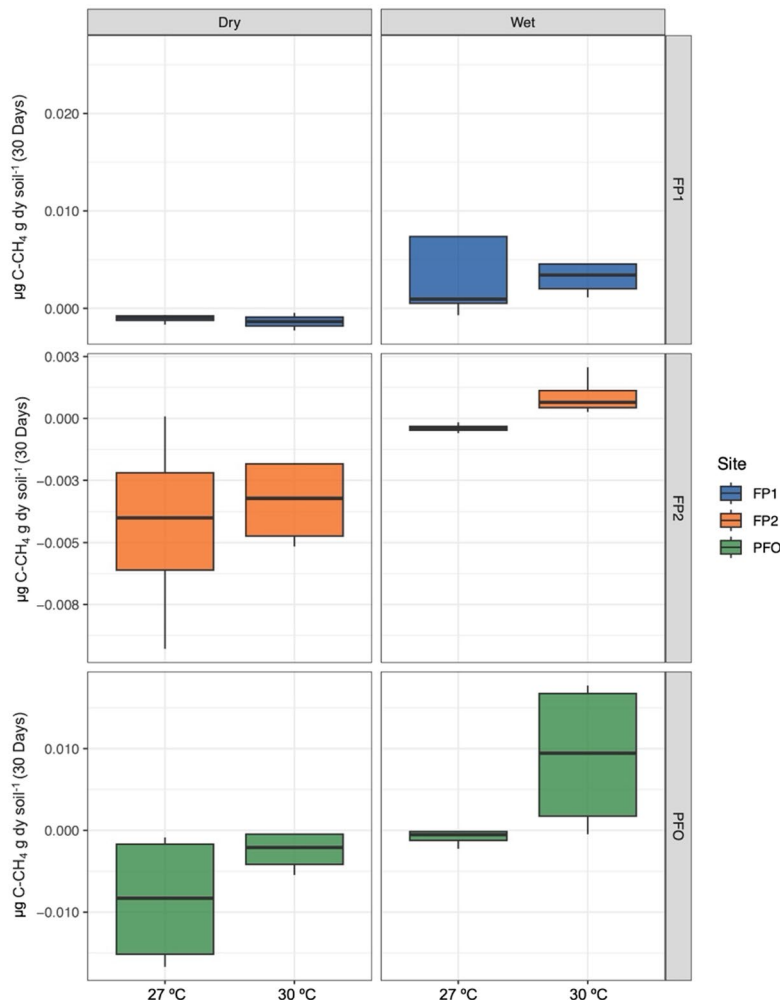 Dry
Wet
µg C-CH4 g dy soil-1 (30 Days)
0.020
0.010
0.000
FP1
µg C-CH4 g dy soil-1 (30 Days)
0.003
0.000
−0.003
−0.005
−0.008
FP2
Site
FP1
FP2
PFO
µg C-CH4 g dy soil-1 (30 Days)
0.010
0.000
−0.010
PFO
27 ºC
30 ºC
27 ºC
30 ºC